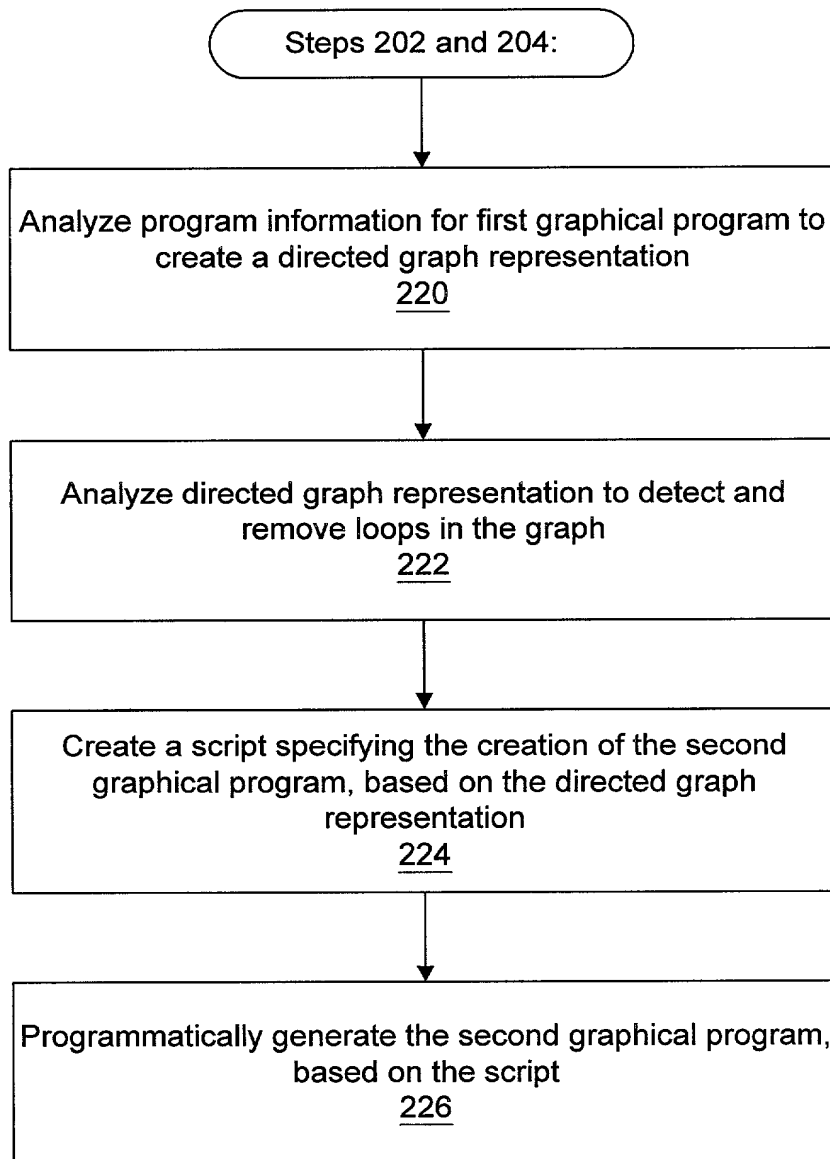 Steps 202 and 204:
Analyze program information for first graphical program to
create a directed graph representation
220
Analyze directed graph representation to detect and
remove loops in the graph
222
Create a script specifying the creation of the second
graphical program, based on the directed graph
representation
224
Programmatically generate the second graphical program,
based on the script
226